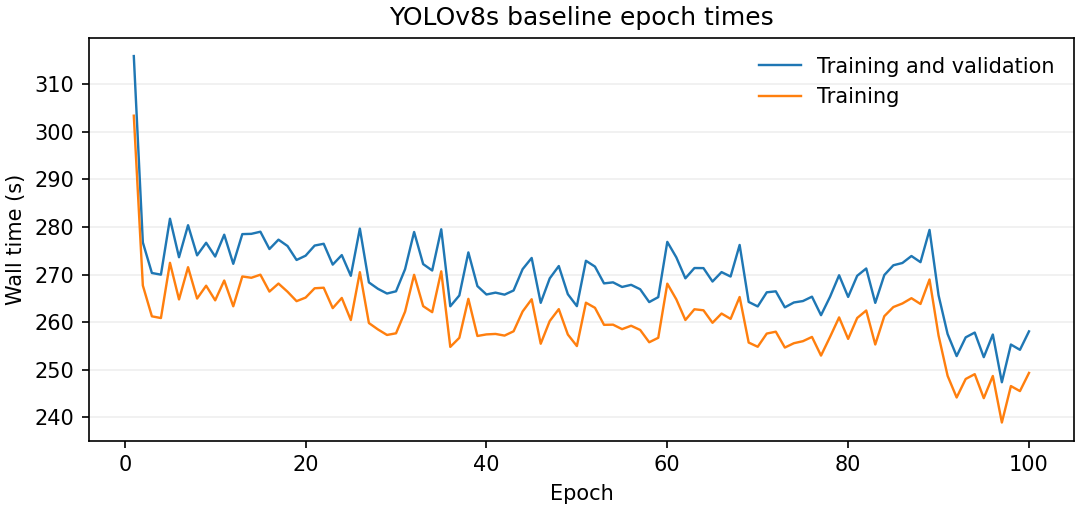 YOLOv8s baseline epoch times
Training and validation
Training
Wall time (s)
310
300
290
280
270
260
250
240
0 20 40 60 80 100
Epoch